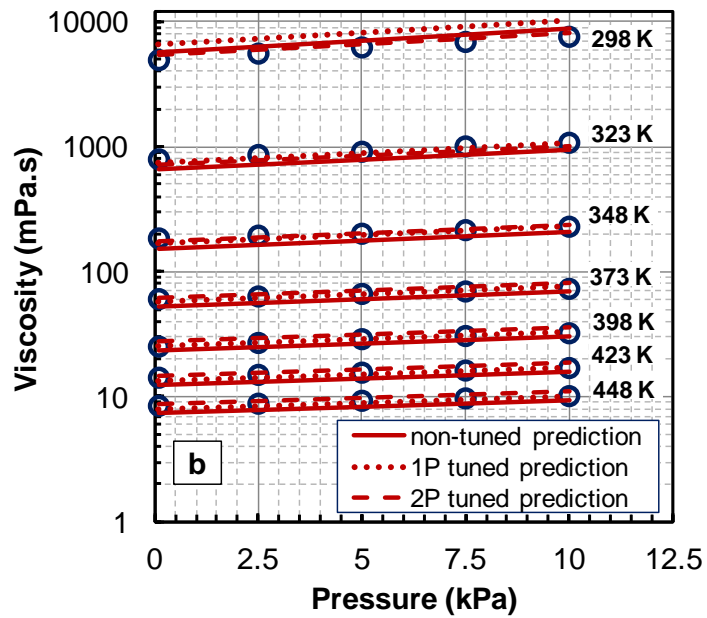 10000
298 K
1000
323 K
348 K
100
373 K
398 K
10
423 K
448 K
b
non-tuned prediction
1P tuned prediction
2P tuned prediction
1
0 2.5 5 7.5 10 12.5
Pressure (kPa)
Viscosity (mPa.s)